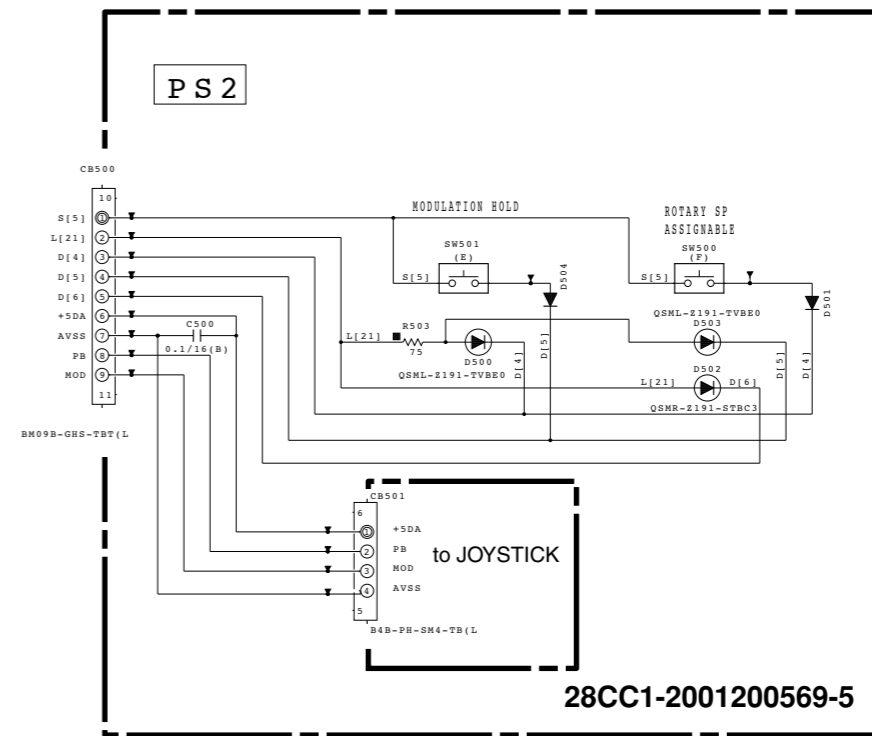 PS2
CB500
10
S[5] 1
L[21] 2
D[4] 3
D[5] 4
D[6] 5
+5DA 6
AVSS 7
PB 8
MOD 9
11
BM09B-GHS-TBT(L
C500
0.1/16(B)
MODULATION HOLD
SW501
(E)
S[5]
D504
D[5]
ROTARY SP
ASSIGNABLE
SW500
(F)
S[5]
D501
D[4]
L[21]
R503
75
D500
QSML-Z191-TVBE0
D[4]
QSML-Z191-TVBE0
D503
D[5]
D502
L[21]
D[6]
QSMR-Z191-STBC3
CB501
6
1 +5DA
2 PB
3 MOD
4 AVSS
5
B4B-PH-SM4-TB(L
to JOYSTICK
28CC1-2001200569-5